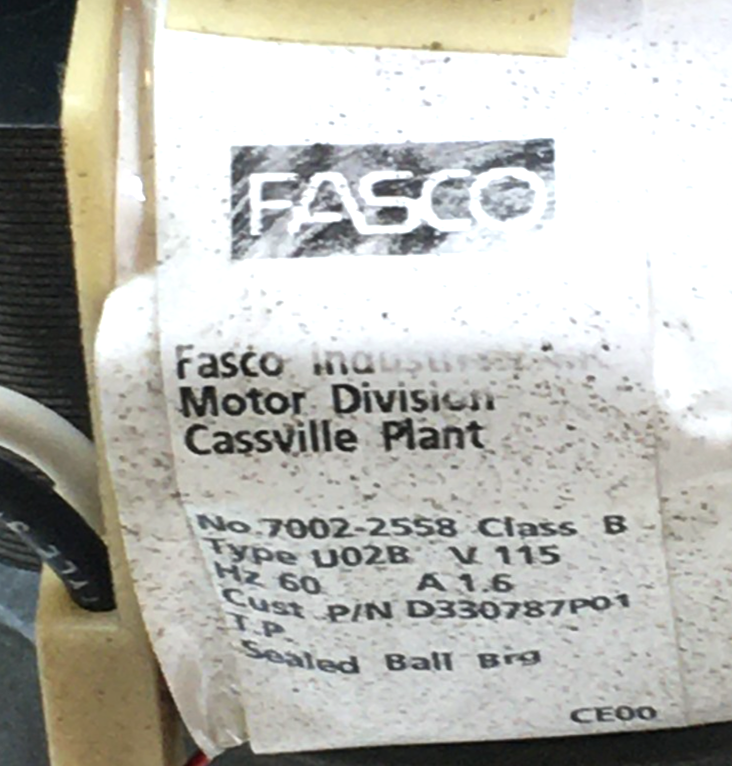 FASCO
Fasco Industries
Motor Division
Cassville Plant
No.7002-2558 Class B
Type U02B V 115
Hz 60 A 1.6
Cust P/N D330787P01
T.P.
Sealed Ball Brg
CE00